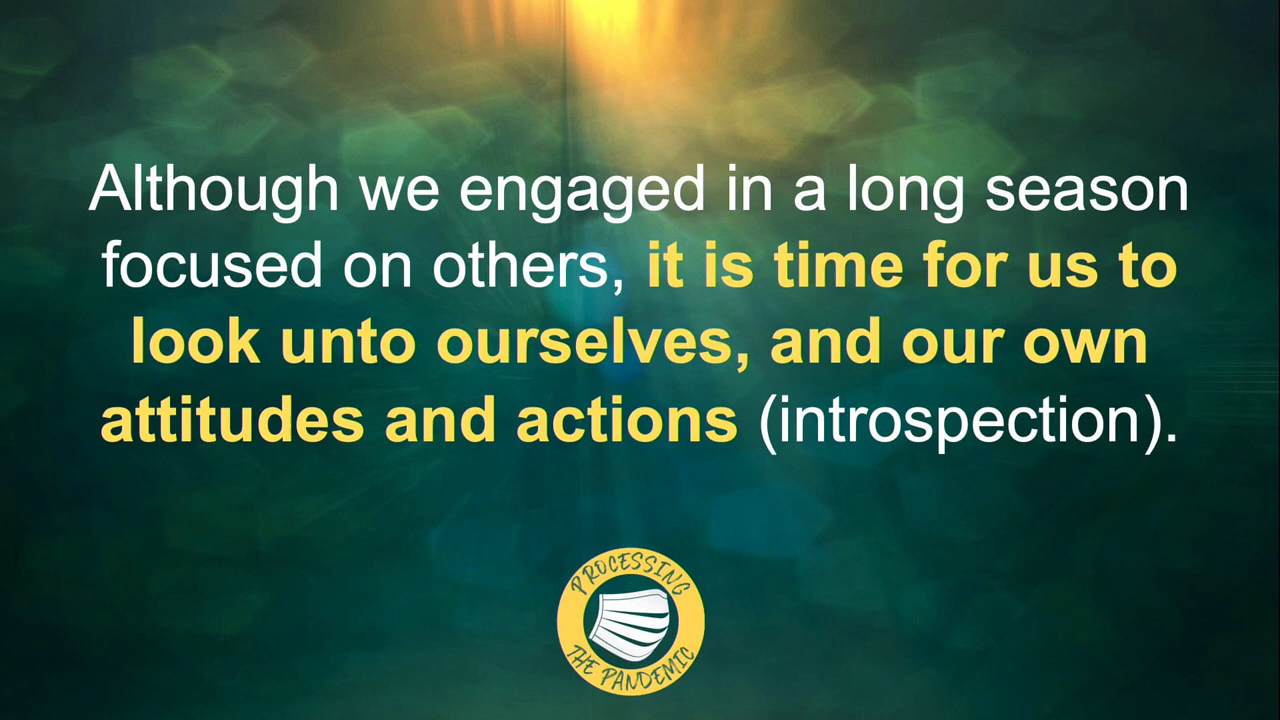 Although we engaged in a long season
focused on others, it is time for us to
look unto ourselves, and our own
attitudes and actions (introspection).
PROCESSING
THE PANDEMIC